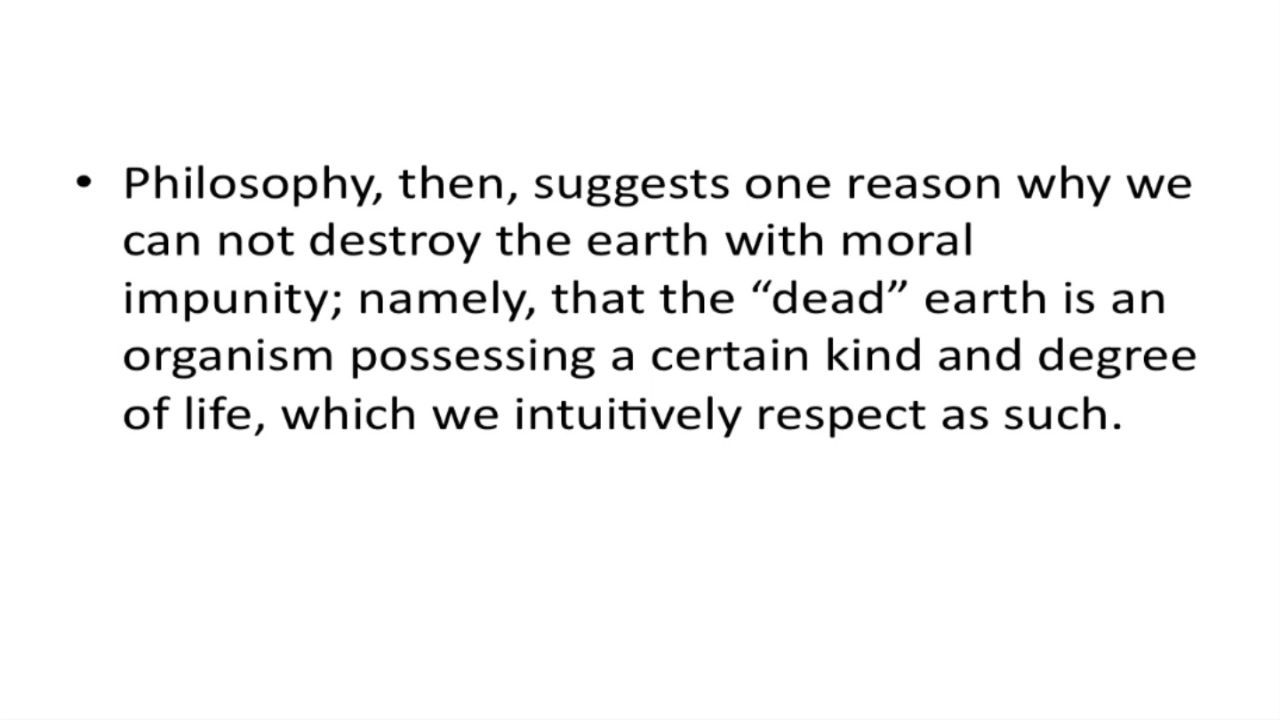 • Philosophy, then, suggests one reason why we
can not destroy the earth with moral
impunity; namely, that the “dead” earth is an
organism possessing a certain kind and degree
of life, which we intuitively respect as such.